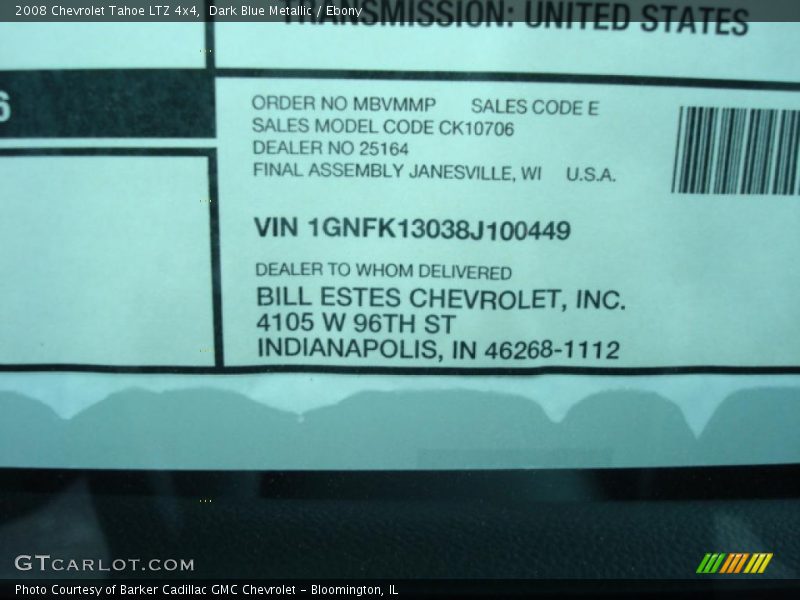 2008 Chevrolet Tahoe LTZ 4x4, Dark Blue Metallic / Ebony
TRANSMISSION: UNITED STATES
6
ORDER NO MBVMMP SALES CODE E
SALES MODEL CODE CK10706
DEALER NO 25164
FINAL ASSEMBLY JANESVILLE, WI U.S.A.
VIN 1GNFK13038J100449
DEALER TO WHOM DELIVERED
BILL ESTES CHEVROLET, INC.
4105 W 96TH ST
INDIANAPOLIS, IN 46268-1112
GTCARLOT.COM
Photo Courtesy of Barker Cadillac GMC Chevrolet - Bloomington, IL